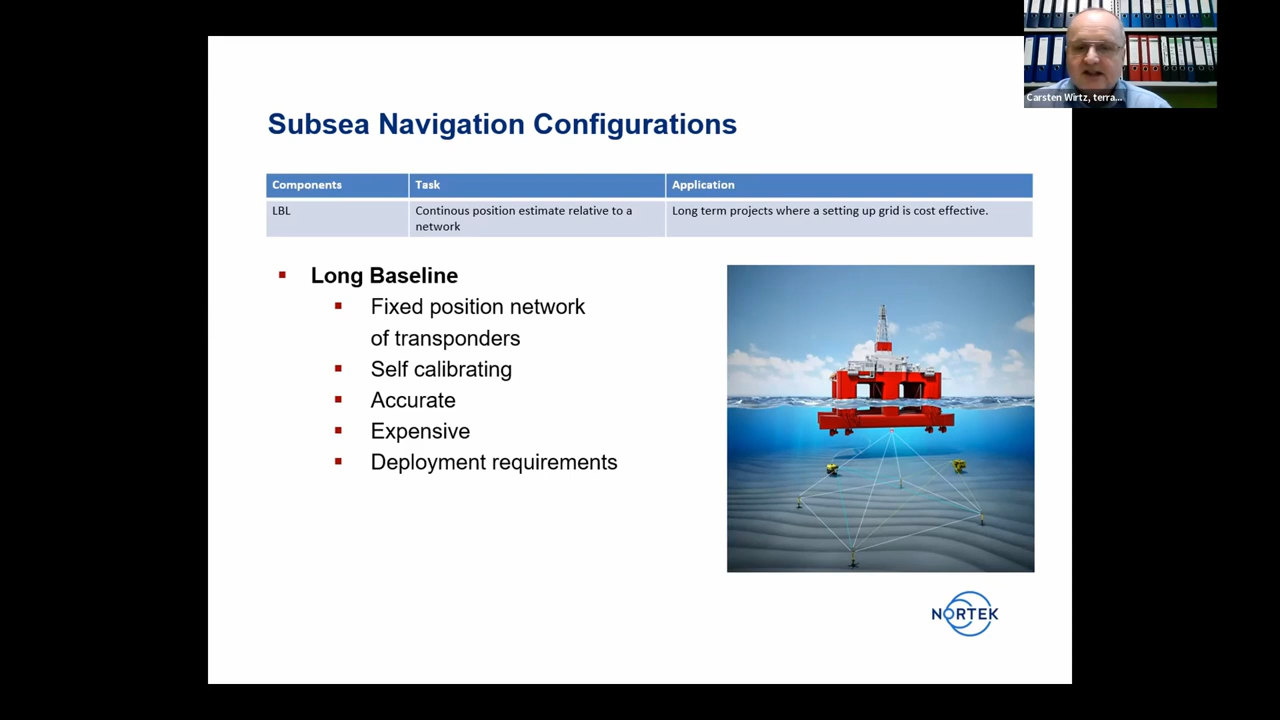 Carsten Wirtz, terra...
Subsea Navigation Configurations
Components Task Application
LBL Continous position estimate relative to a Long term projects where a setting up grid is cost effective.
network
Long Baseline
Fixed position network
of transponders
Self calibrating
Accurate
Expensive
Deployment requirements
NORTEK